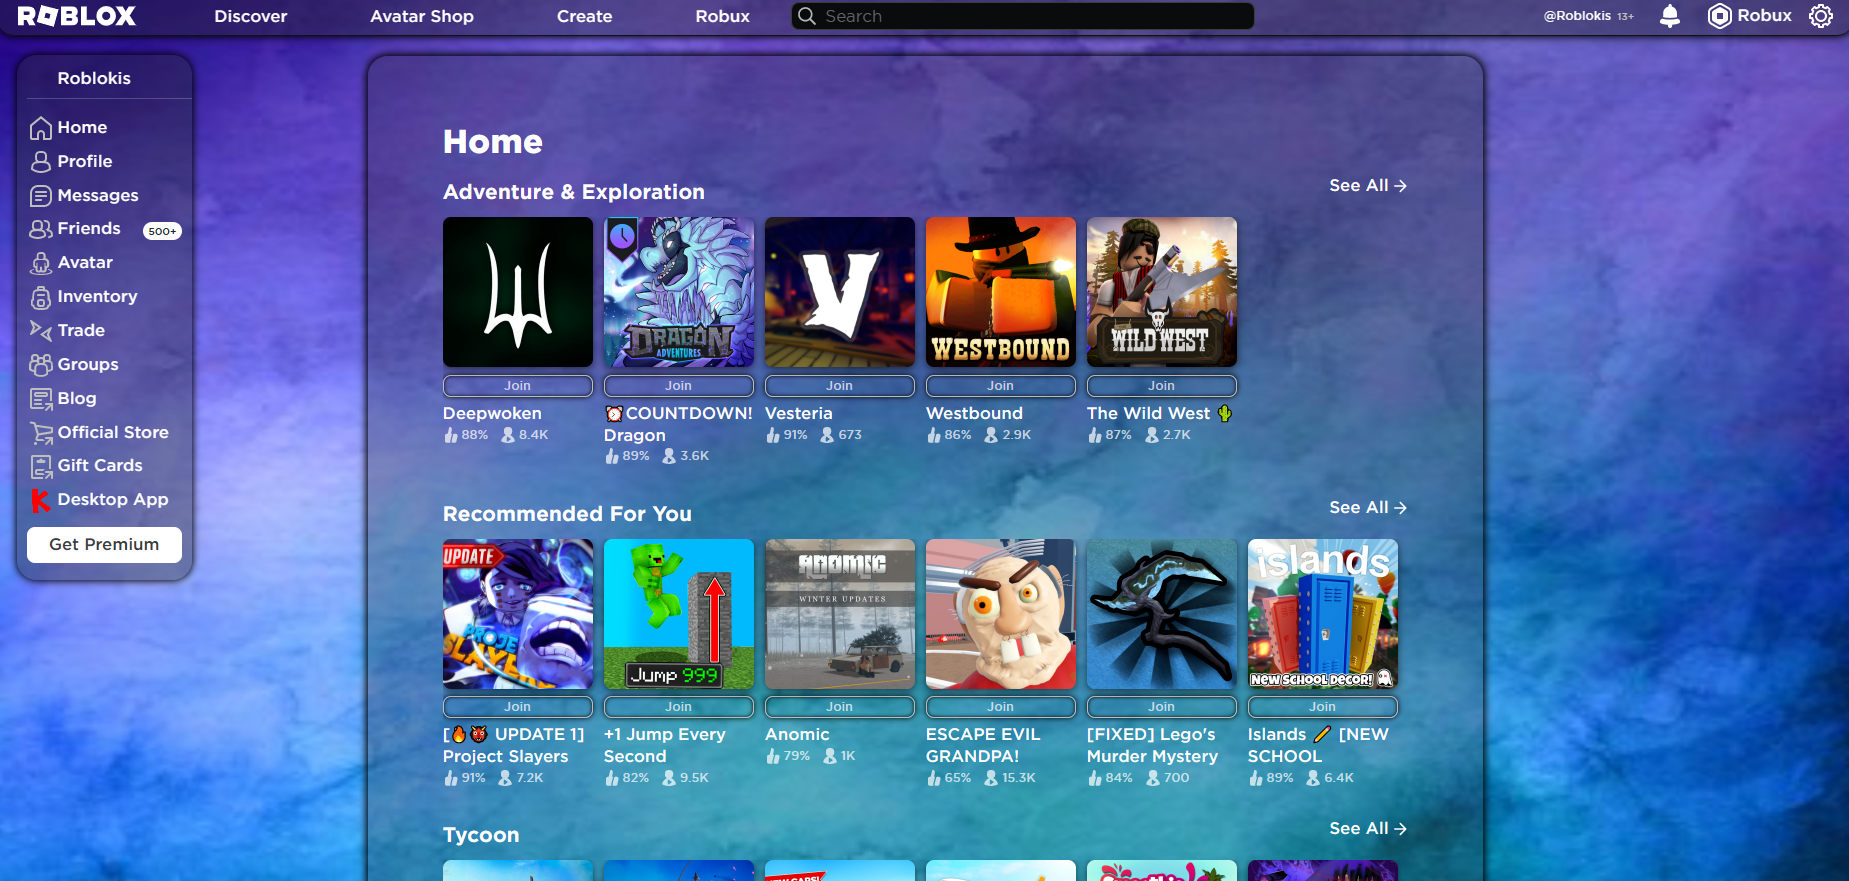 ROBLOX
Discover
Avatar Shop
Create
Robux
Search
@Roblokis 13+
Robux
Roblokis
Home
Profile
Messages
Friends 500+
Avatar
Inventory
Trade
Groups
Blog
Official Store
Gift Cards
Desktop App
Get Premium
Home
Adventure & Exploration
See All →
DRAGON
ADVENTURES
V
WESTBOUND
WILD WEST
Join
Join
Join
Join
Join
Deepwoken
88% 8.4K
⏰COUNTDOWN!
Dragon
89% 3.6K
Vesteria
91% 673
Westbound
86% 2.9K
The Wild West 🌵
87% 2.7K
Recommended For You
See All →
UPDATE
PROJECT
SLAYERS
Jump 999
ANOMIC
WINTER UPDATES
islands
NEW SCHOOL DECOR!
Join
Join
Join
Join
Join
Join
[🔥👹 UPDATE 1]
Project Slayers
91% 7.2K
+1 Jump Every
Second
82% 9.5K
Anomic
79% 1K
ESCAPE EVIL
GRANDPA!
65% 15.3K
[FIXED] Lego's
Murder Mystery
84% 700
Islands 🪈 [NEW
SCHOOL
89% 6.4K
Tycoon
See All →